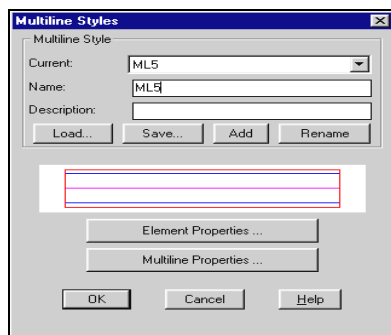 Multiline Styles
Multiline Style
Current: ML5
Name: ML5
Description:
Load... Save... Add Rename
Element Properties ...
Multiline Properties ...
OK Cancel Help